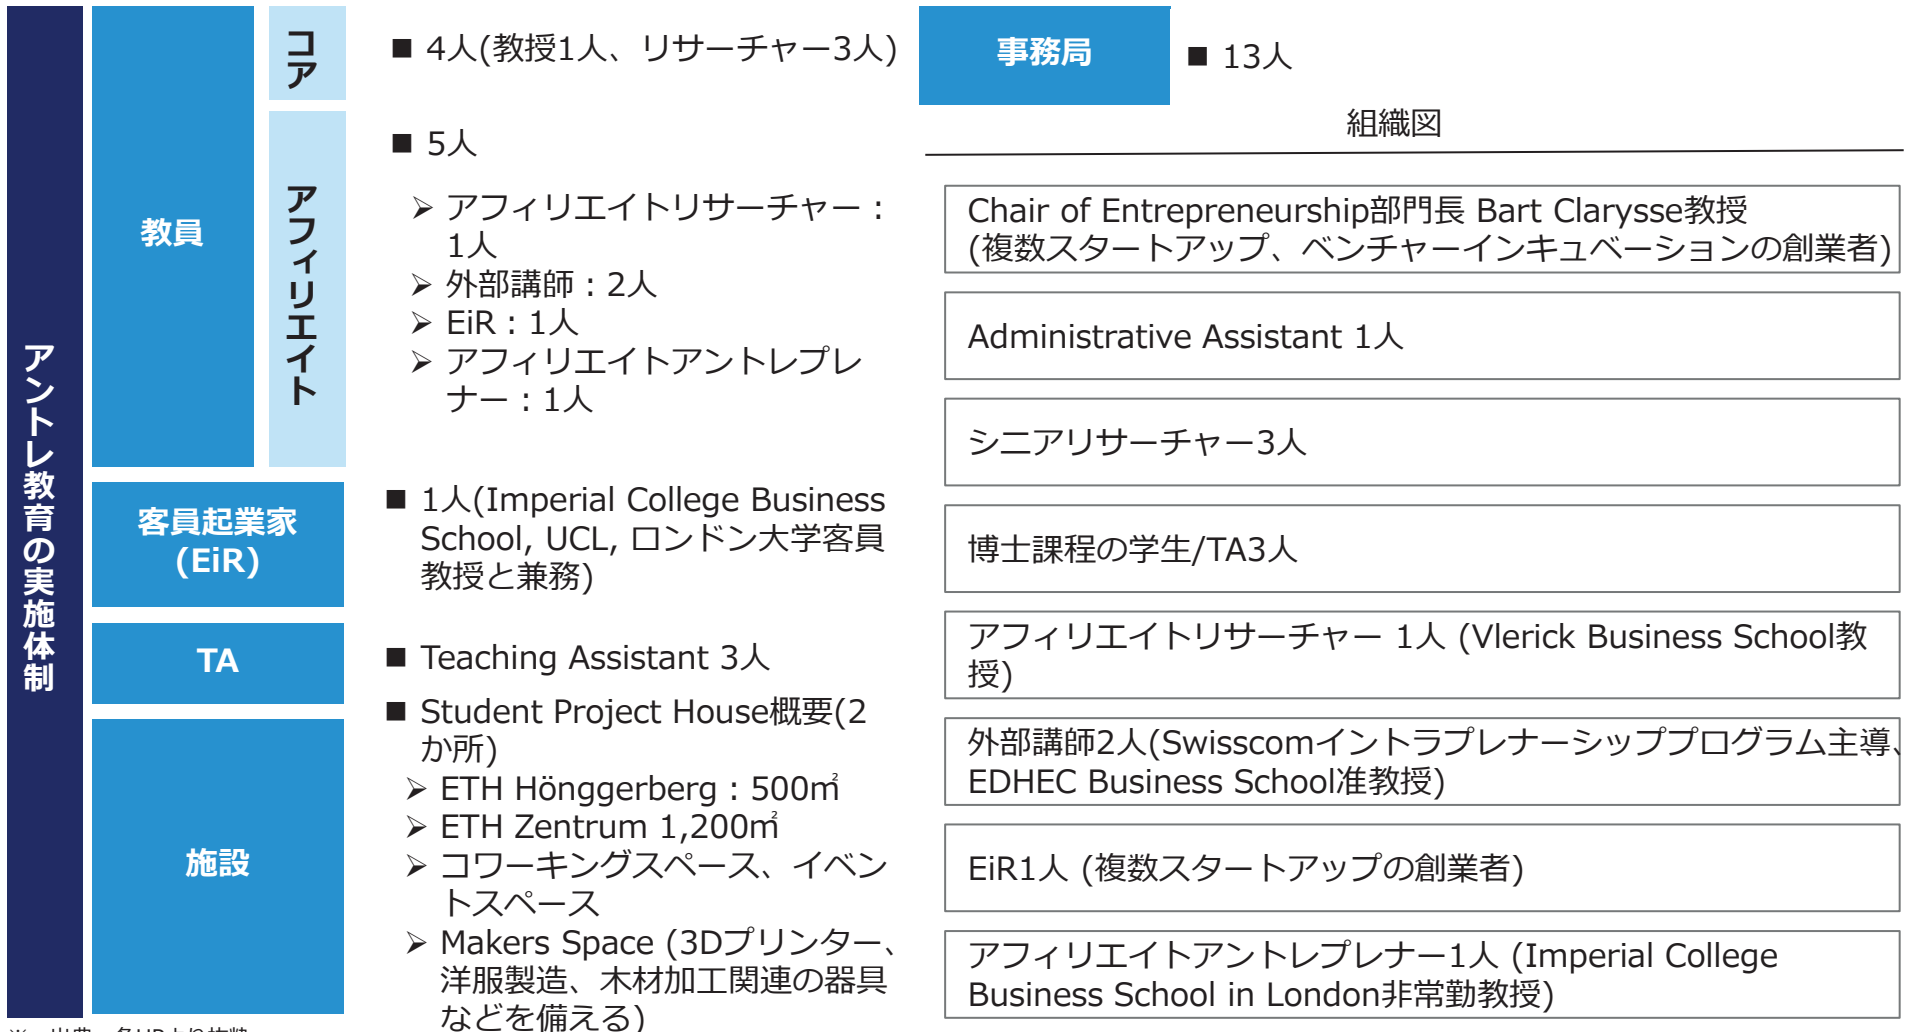 アントレ教育の実施体制
教員
コア
■ 4人(教授1人、リサーチャー3人)
アフィリエイト
■ 5人
➢ アフィリエイトリサーチャー：
1人
➢ 外部講師：2人
➢ EiR：1人
➢ アフィリエイトアントレプレ
ナー：1人
客員起業家
(EiR)
■ 1人(Imperial College Business
School, UCL, ロンドン大学客員
教授と兼務)
TA
■ Teaching Assistant 3人
施設
■ Student Project House概要(2
か所)
➢ ETH Hönggerberg：500㎡
➢ ETH Zentrum 1,200㎡
➢ コワーキングスペース、イベン
トスペース
➢ Makers Space (3Dプリンター、
洋服製造、木材加工関連の器具
などを備える)
事務局
■ 13人
組織図
Chair of Entrepreneurship部門長 Bart Clarysse教授
(複数スタートアップ、ベンチャーインキュベーションの創業者)
Administrative Assistant 1人
シニアリサーチャー3人
博士課程の学生/TA3人
アフィリエイトリサーチャー 1人 (Vlerick Business School教
授)
外部講師2人(Swisscomイントラプレナーシッププログラム主導、
EDHEC Business School准教授)
EiR1人 (複数スタートアップの創業者)
アフィリエイトアントレプレナー1人 (Imperial College
Business School in London非常勤教授)